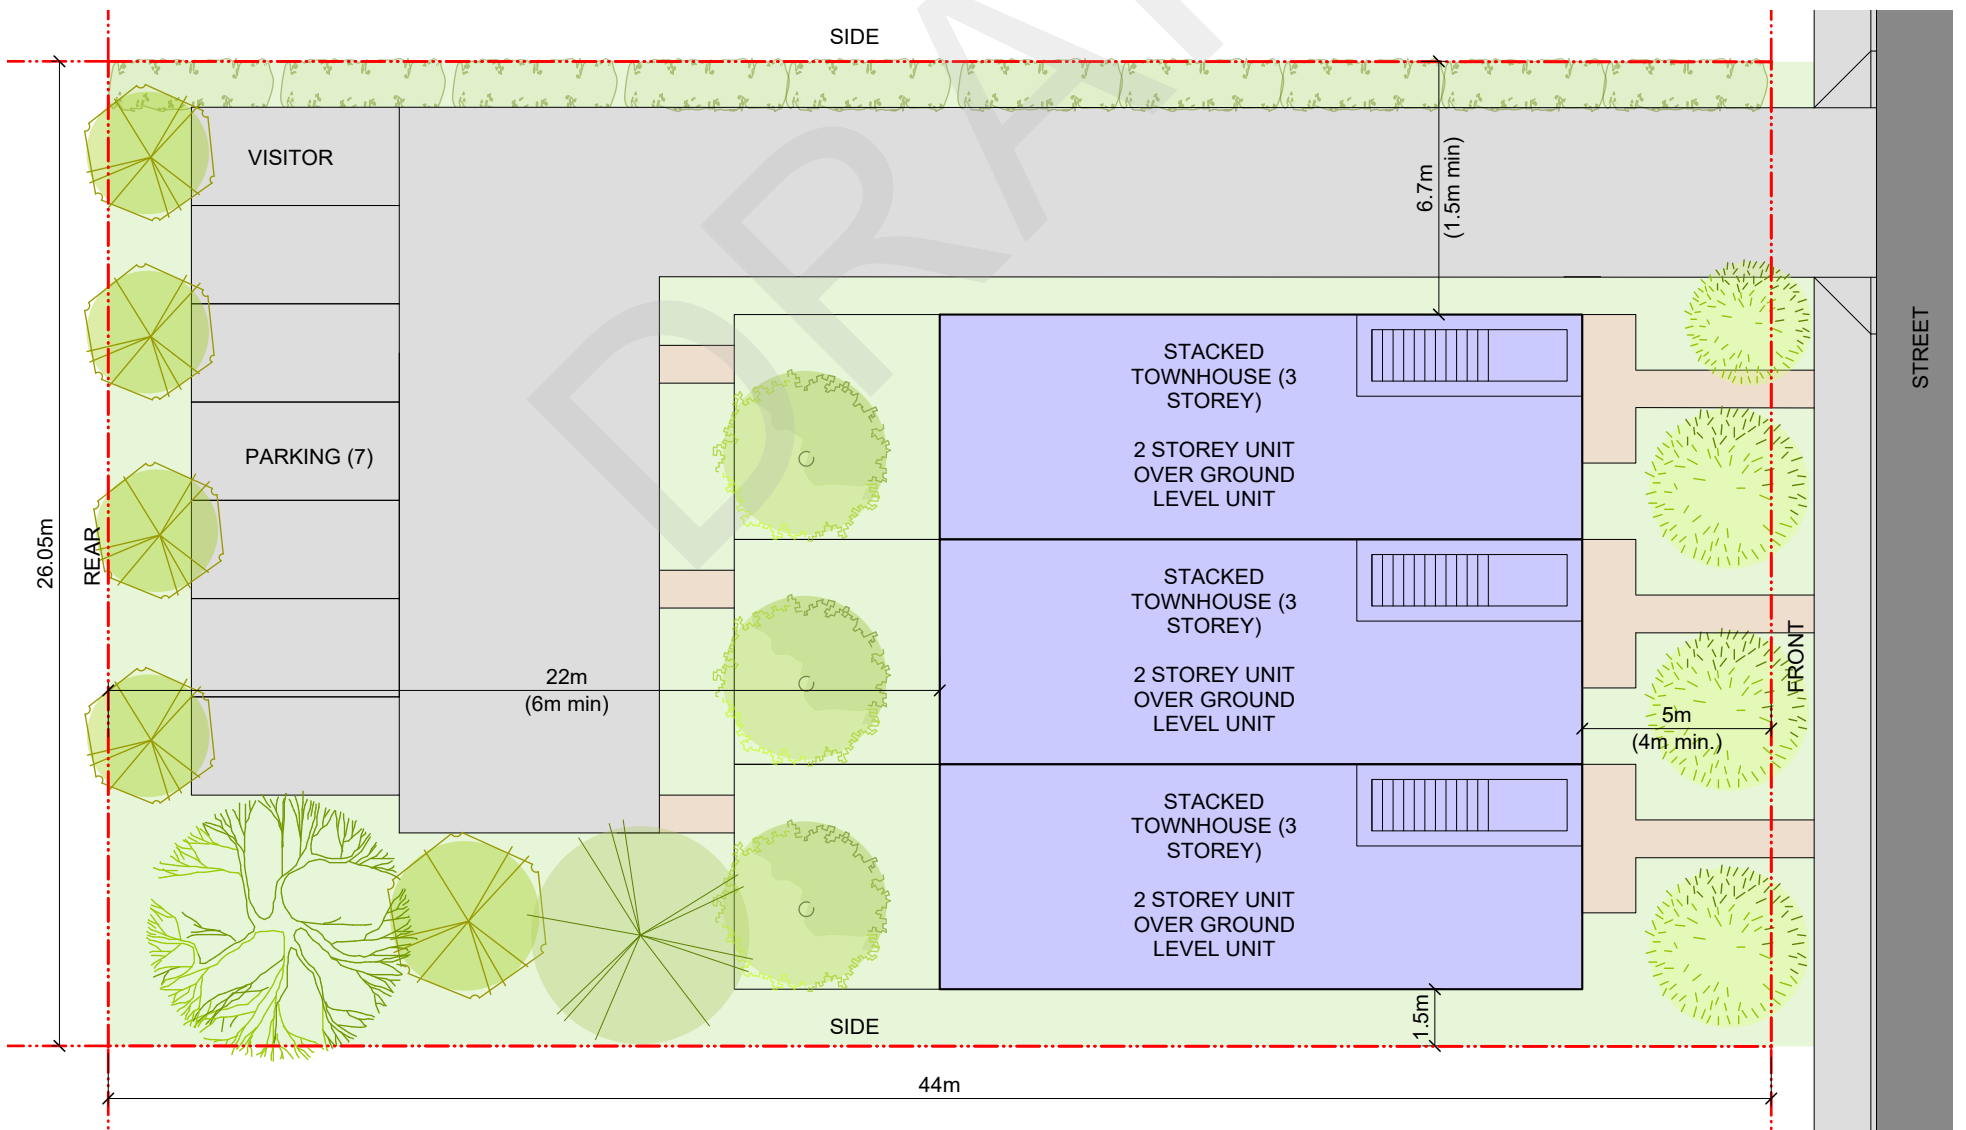 SIDE
VISITOR
6.7m
(1.5m min)
STREET
STACKED
TOWNHOUSE (3
STOREY)
2 STOREY UNIT
OVER GROUND
LEVEL UNIT
PARKING (7)
26.05m
REAR
STACKED
TOWNHOUSE (3
STOREY)
2 STOREY UNIT
OVER GROUND
LEVEL UNIT
22m
(6m min)
FRONT
5m
(4m min.)
STACKED
TOWNHOUSE (3
STOREY)
2 STOREY UNIT
OVER GROUND
LEVEL UNIT
1.5m
SIDE
44m